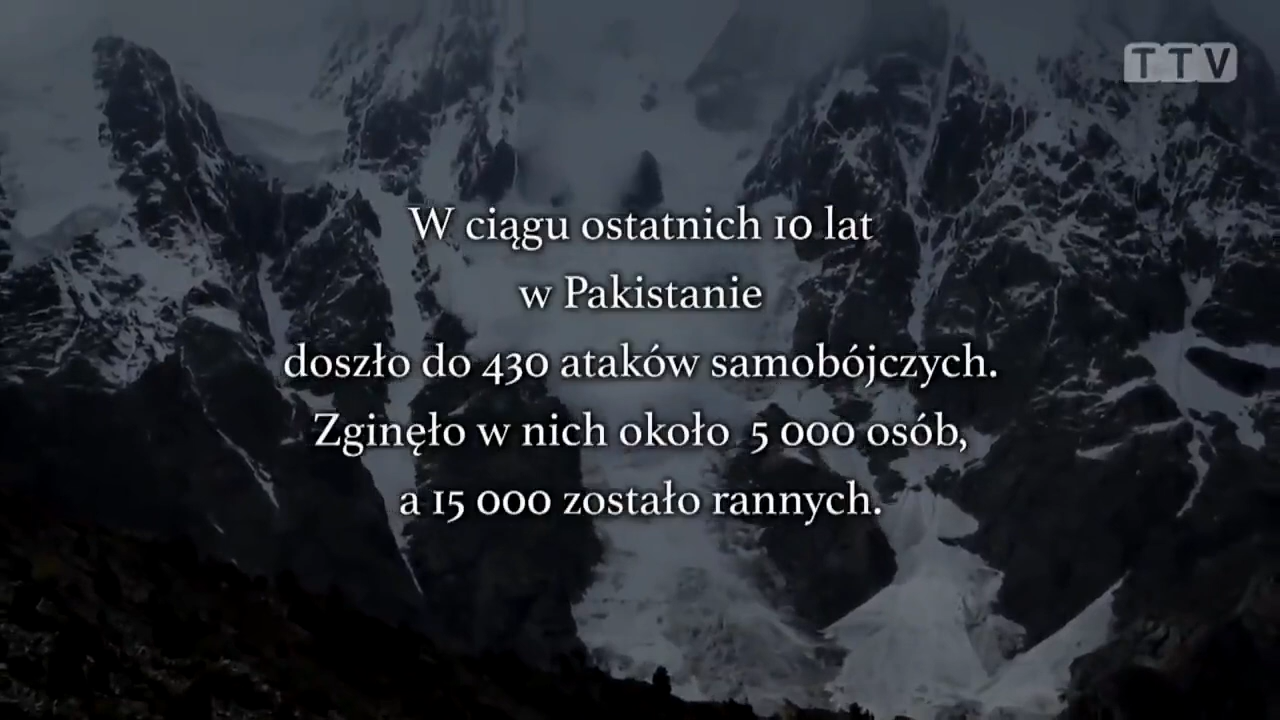 TTV
W ciągu ostatnich 10 lat
w Pakistanie
doszło do 430 ataków samobójczych.
Zginęło w nich około 5 000 osób,
a 15 000 zostało rannych.